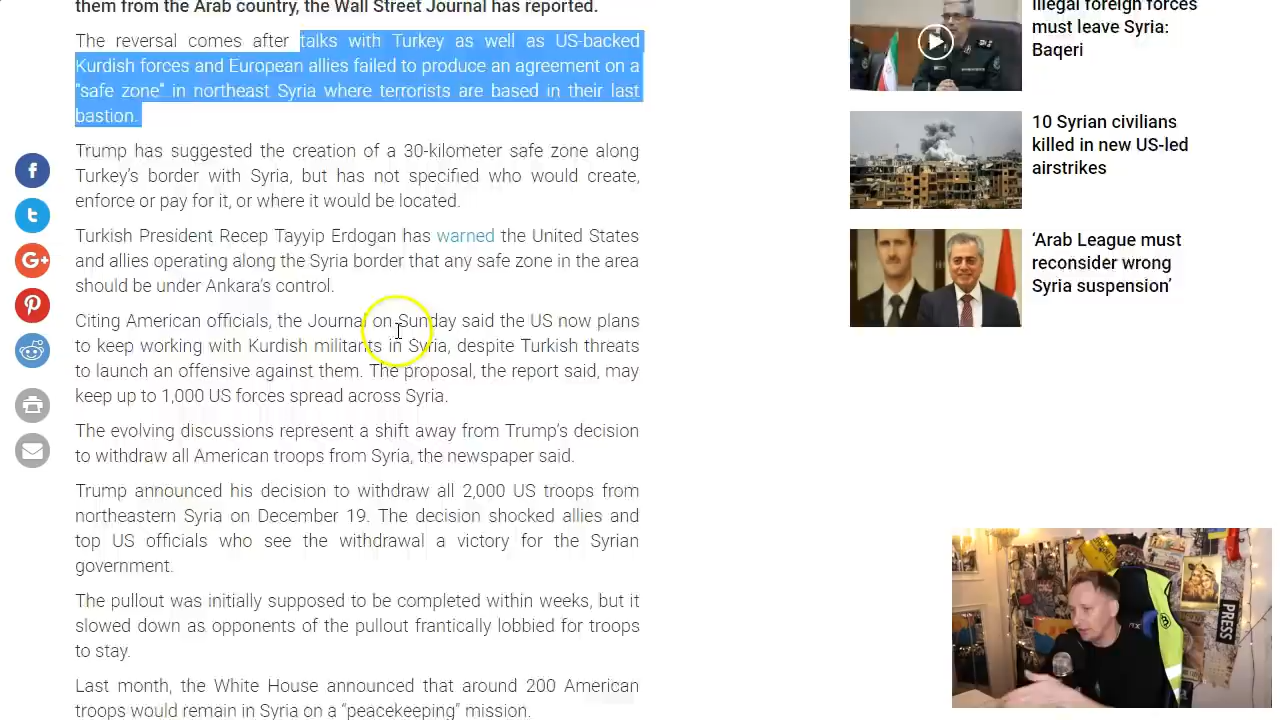 them from the Arab country, the Wall Street Journal has reported.
The reversal comes after talks with Turkey as well as US-backed
Kurdish forces and European allies failed to produce an agreement on a
"safe zone" in northeast Syria where terrorists are based in their last
bastion.
Trump has suggested the creation of a 30-kilometer safe zone along
Turkey's border with Syria, but has not specified who would create,
enforce or pay for it, or where it would be located.
Turkish President Recep Tayyip Erdogan has warned the United States
and allies operating along the Syria border that any safe zone in the area
should be under Ankara's control.
Citing American officials, the Journal on Sunday said the US now plans
to keep working with Kurdish militants in Syria, despite Turkish threats
to launch an offensive against them. The proposal, the report said, may
keep up to 1,000 US forces spread across Syria.
The evolving discussions represent a shift away from Trump's decision
to withdraw all American troops from Syria, the newspaper said.
Trump announced his decision to withdraw all 2,000 US troops from
northeastern Syria on December 19. The decision shocked allies and
top US officials who see the withdrawal a victory for the Syrian
government.
The pullout was initially supposed to be completed within weeks, but it
slowed down as opponents of the pullout frantically lobbied for troops
to stay.
Last month, the White House announced that around 200 American
troops would remain in Syria on a “peacekeeping” mission.
Illegal foreign forces
must leave Syria:
Baqeri
10 Syrian civilians
killed in new US-led
airstrikes
‘Arab League must
reconsider wrong
Syria suspension’
PRESS